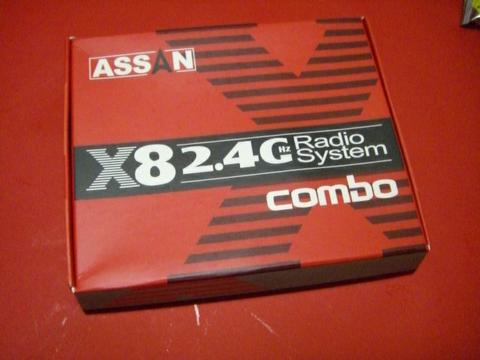 ASSAN
X8 2.4GHz Radio System
combo